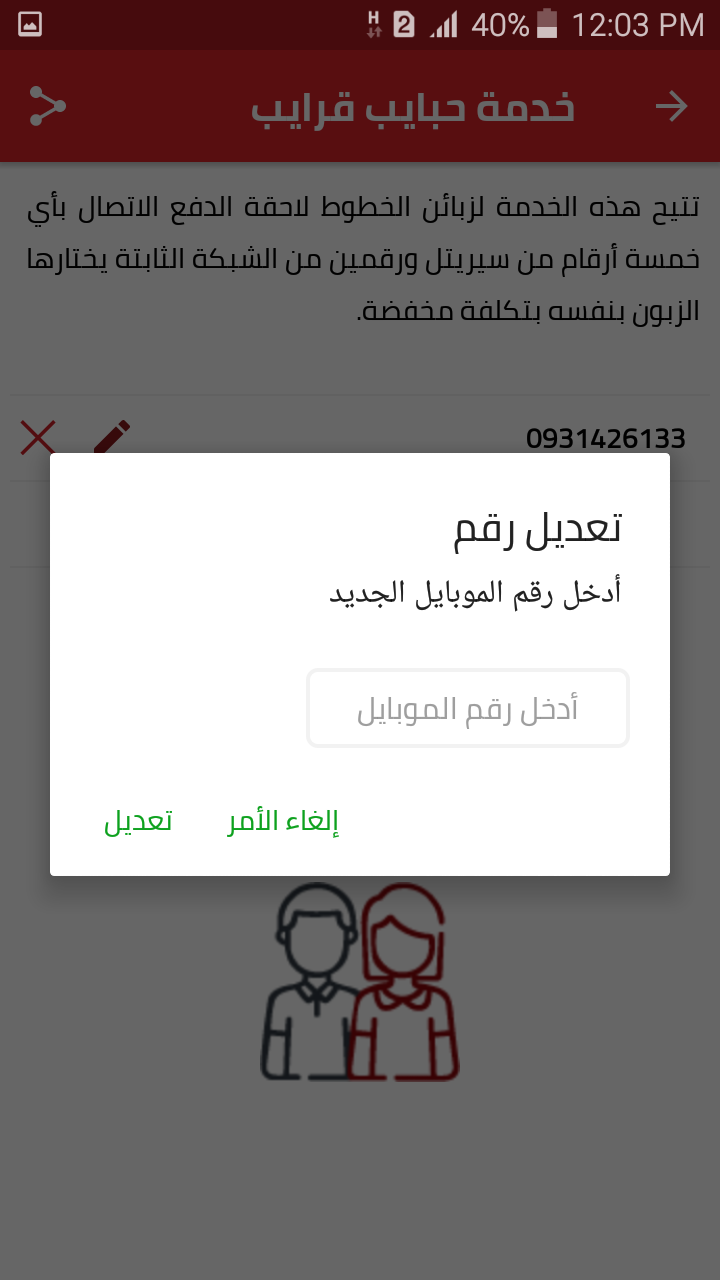 H 2 40% 12:03 PM
خدمة حبايب قرايب
تتيح هذه الخدمة لزبائن الخطوط لاحقة الدفع الاتصال بأي
خمسة أرقام من سيريتل ورقمين من الشبكة الثابتة يختارها
الزبون بنفسه بتكلفة مخفضة.
0931426133
تعديل رقم
أدخل رقم الموبايل الجديد
أدخل رقم الموبايل
إلغاء الأمر تعديل